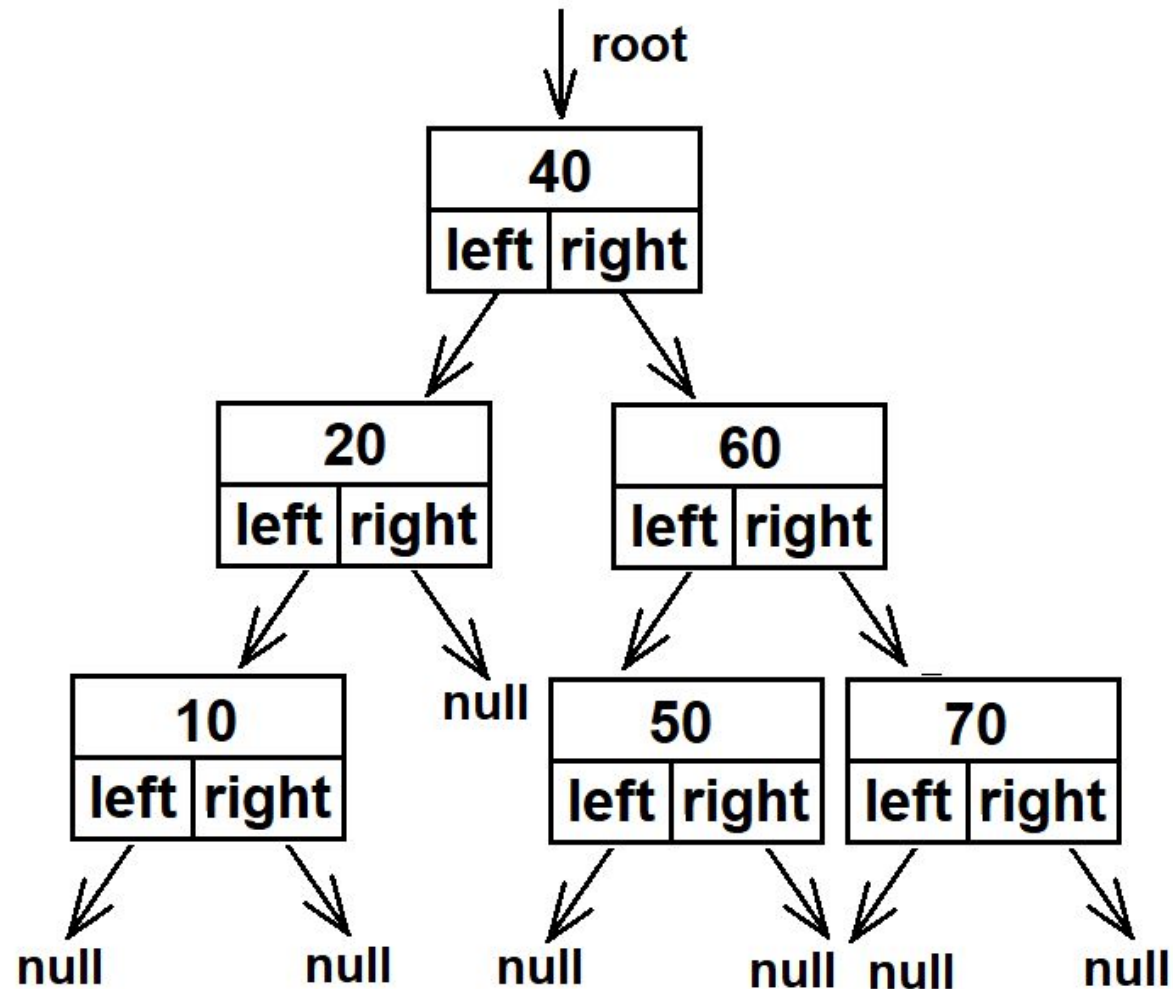 root
40
left right
20 60
left right left right
null
10 50 70
left right left right left right
null null null null null null